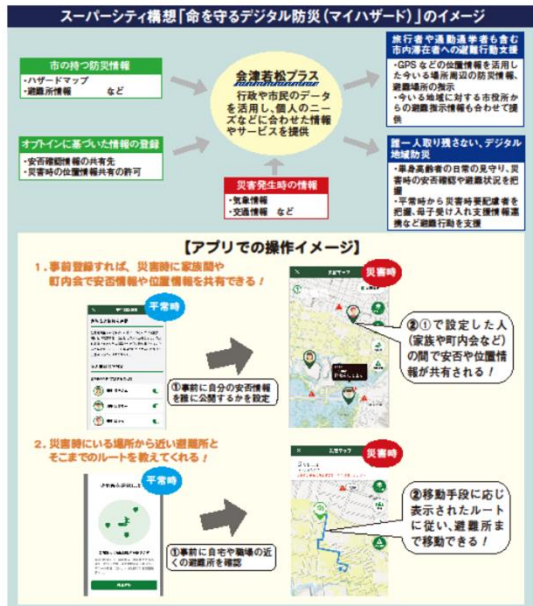 スーパーシティ構想「命を守るデジタル防災（マイハザード）」のイメージ
市の持つ防災情報
・ハザードマップ
・避難所情報　など
オプトインに基づいた情報の登録
・安否確認情報の共有先
・災害時の位置情報共有の許可
会津若松プラス
行政や市民のデータ
を活用し、個人のニー
ズなどに合わせた情報
やサービスを提供
災害発生時の情報
・気象情報
・交通情報　など
旅行者や通勤通学者も含む
市内滞在者への避難行動支援
・GPSなどの位置情報を活用し
た今いる場所周辺の防災情報、
避難場所の指示
・今いる地域に対する市役所か
らの避難指示情報も合わせて提
供
誰一人取り残さない、デジタル
地域防災
・単身高齢者の日常の見守り、災
害時の安否確認や避難状況を把
握
・平常時から災害時要配慮者を
把握、母子受け入れ支援情報連
携など避難行動を支援
【アプリでの操作イメージ】
1．事前登録すれば、災害時に家族間や
町内会で安否情報や位置情報を共有できる！
平常時
①事前に自分の安否情報
を誰に公開するかを設定
災害時
②①で設定した人
（家族や町内会など）
の間で安否や位置情
報が共有される！
2．災害時にいる場所から近い避難所と
そこまでのルートを教えてくれる！
平常時
①事前に自宅や職場の近
くの避難所を確認
災害時
②移動手段に応じ
表示されたルート
に従い、避難所ま
で移動できる！